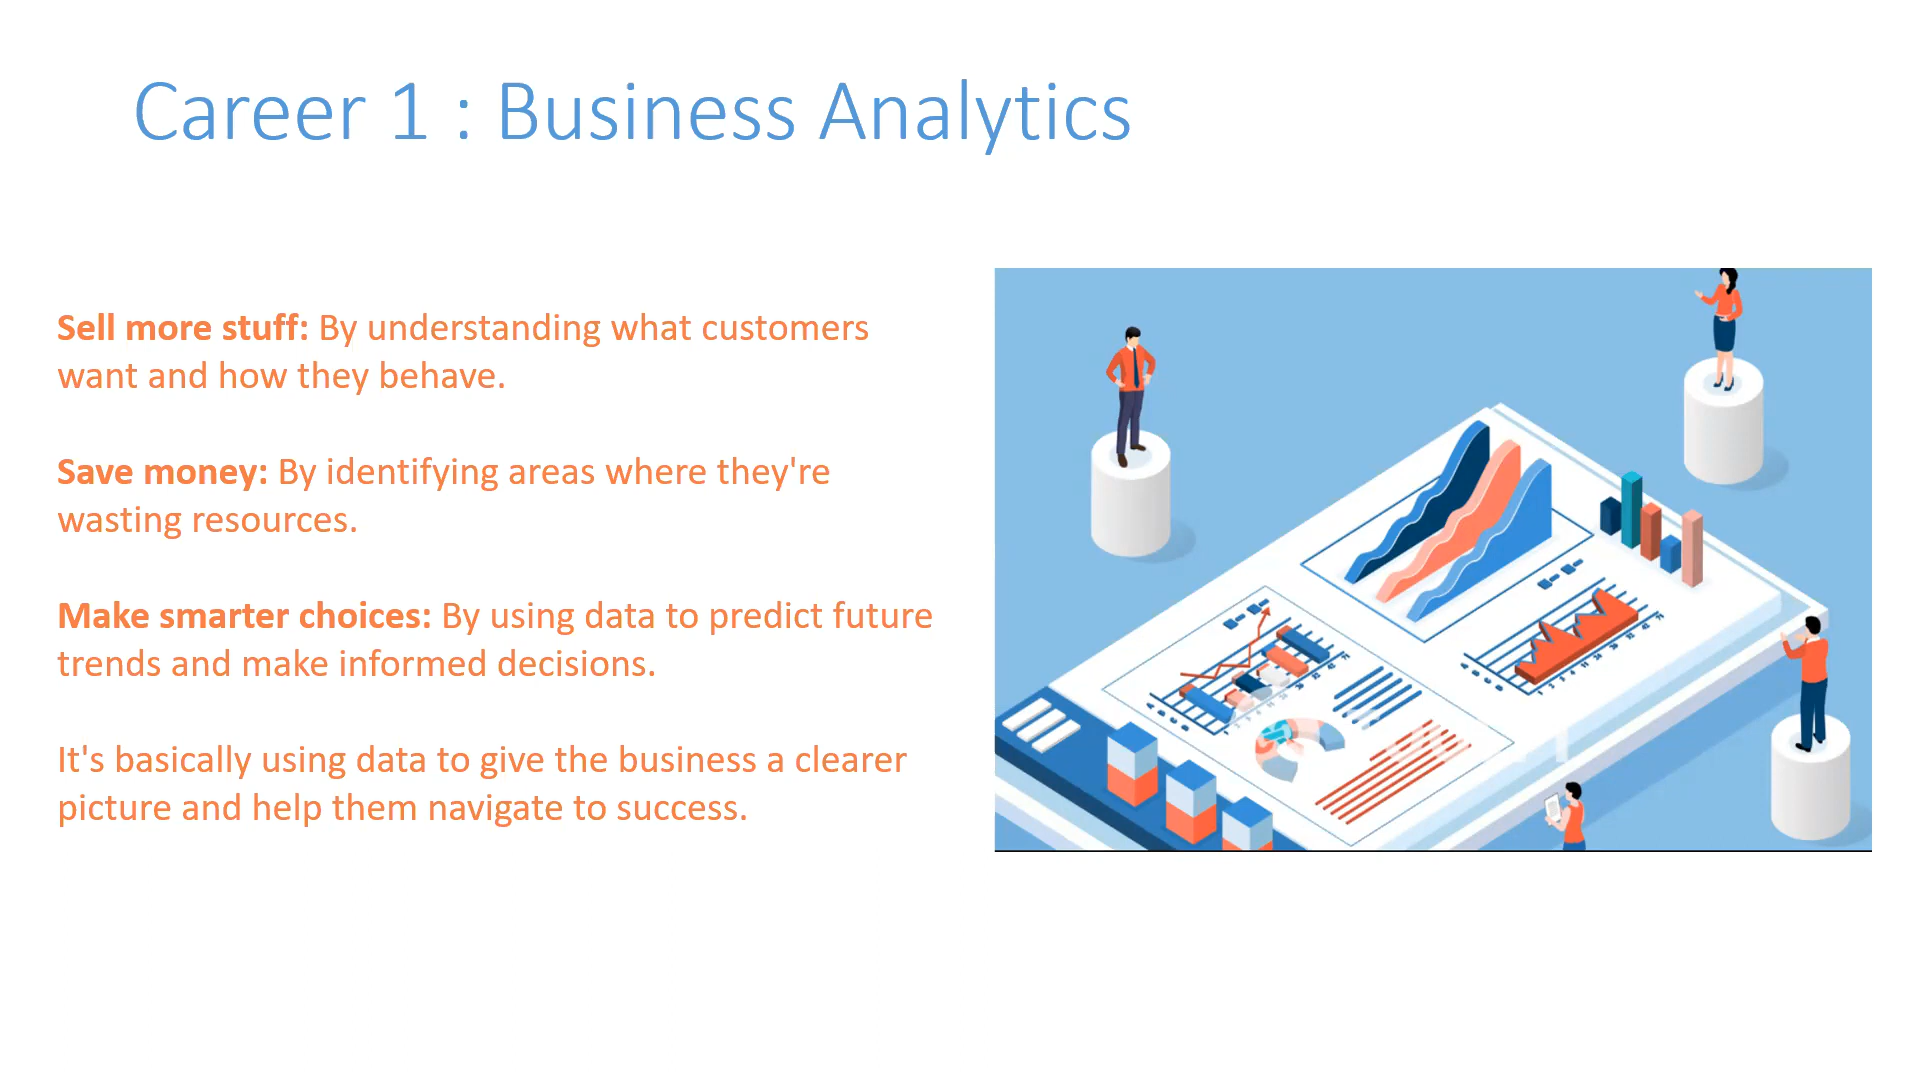 Career 1 : Business Analytics
Sell more stuff: By understanding what customers
want and how they behave.
Save money: By identifying areas where they're
wasting resources.
Make smarter choices: By using data to predict future
trends and make informed decisions.
It's basically using data to give the business a clearer
picture and help them navigate to success.